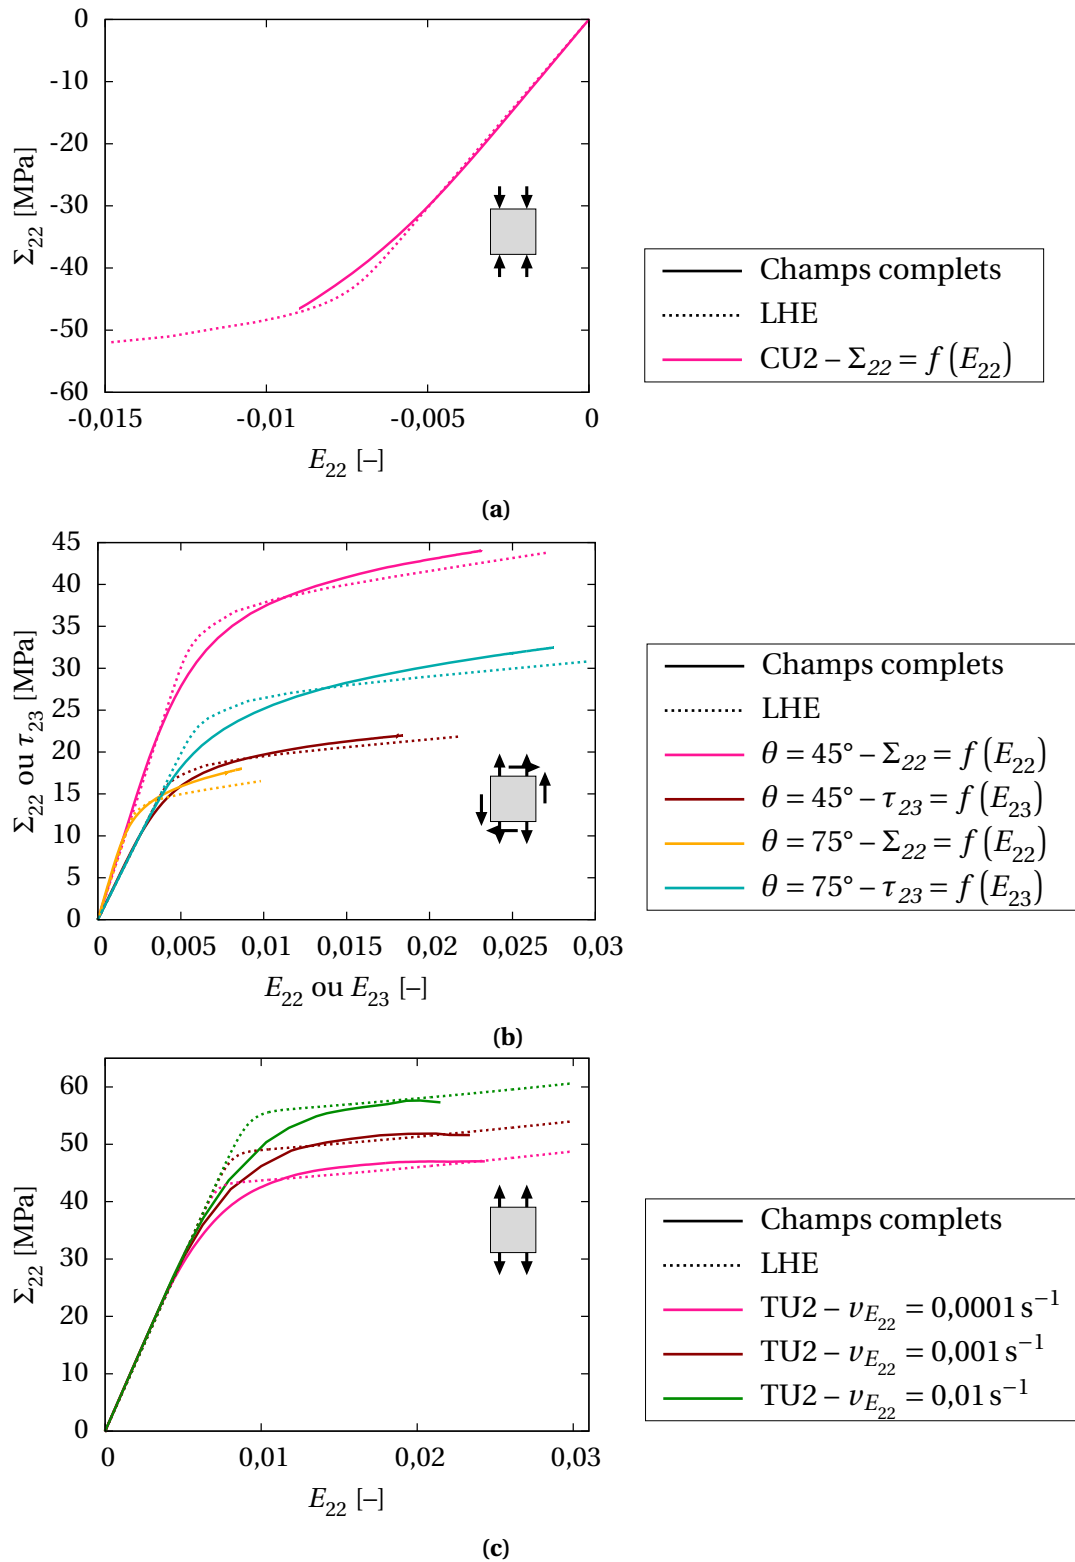 0
-10
-20
-30
-40
-50
-60
Σ22 [MPa]
-0,015 -0,01 -0,005 0
E22 [–]
Champs complets
LHE
CU2 – Σ22 = f (E22)
(a)
45
40
35
30
25
20
15
10
5
0
Σ22 ou τ23 [MPa]
0 0,005 0,01 0,015 0,02 0,025 0,03
E22 ou E23 [–]
Champs complets
LHE
θ = 45° – Σ22 = f (E22)
θ = 45° – τ23 = f (E23)
θ = 75° – Σ22 = f (E22)
θ = 75° – τ23 = f (E23)
(b)
60
50
40
30
20
10
0
Σ22 [MPa]
0 0,01 0,02 0,03
E22 [–]
Champs complets
LHE
TU2 – vE22 = 0,0001 s−1
TU2 – vE22 = 0,001 s−1
TU2 – vE22 = 0,01 s−1
(c)